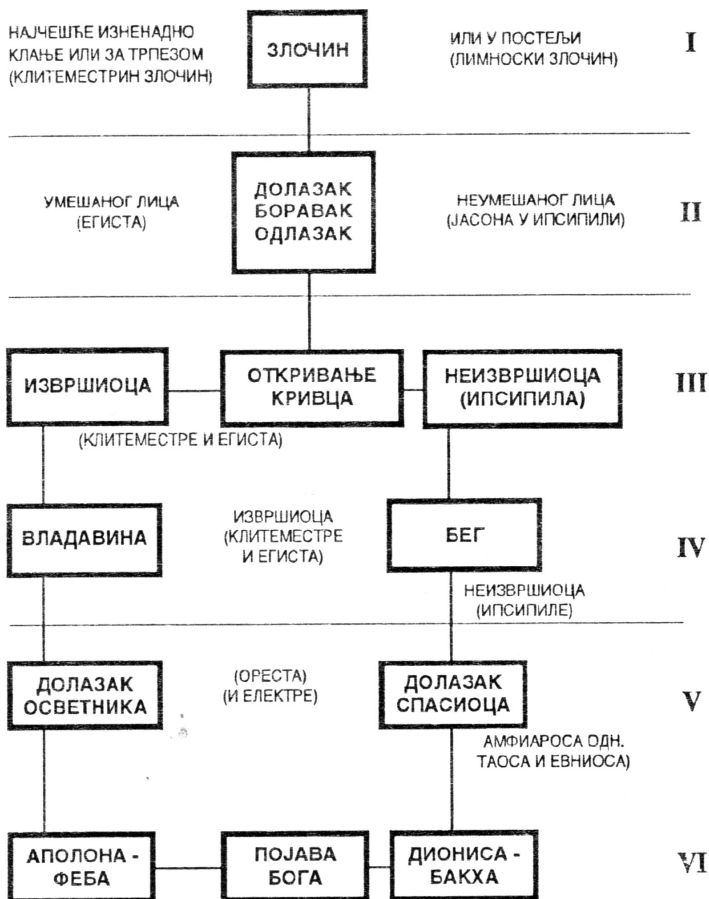 НАЈЧЕШЋЕ ИЗНЕНАДНО
КЛАЊЕ ИЛИ ЗА ТРПЕЗОМ
(КЛИТЕМЕСТРИН ЗЛОЧИН)
ЗЛОЧИН
ИЛИ У ПОСТЕЉИ
(ЛИМНОСКИ ЗЛОЧИН)
I
УМЕШАНОГ ЛИЦА
(ЕГИСТА)
ДОЛАЗАК
БОРАВАК
ОДЛАЗАК
НЕУМЕШАНОГ ЛИЦА
(ЈАСОНА У ИПСИПИЛИ)
II
ИЗВРШИОЦА
ОТКРИВАЊЕ
КРИВЦА
НЕИЗВРШИОЦА
(ИПСИПИЛА)
III
(КЛИТЕМЕСТРЕ И ЕГИСТА)
ВЛАДАВИНА
ИЗВРШИОЦА
(КЛИТЕМЕСТРЕ
И ЕГИСТА)
БЕГ
IV
НЕИЗВРШИОЦА
(ИПСИПИЛЕ)
ДОЛАЗАК
ОСВЕТНИКА
(ОРЕСТА)
(И ЕЛЕКТРЕ)
ДОЛАЗАК
СПАСИОЦА
V
АМФИАРОСА ОДН.
ТАОСА И ЕВНИОСА)
АПОЛОНА -
ФЕБА
ПОЈАВА
БОГА
ДИОНИСА -
БАКХА
VI